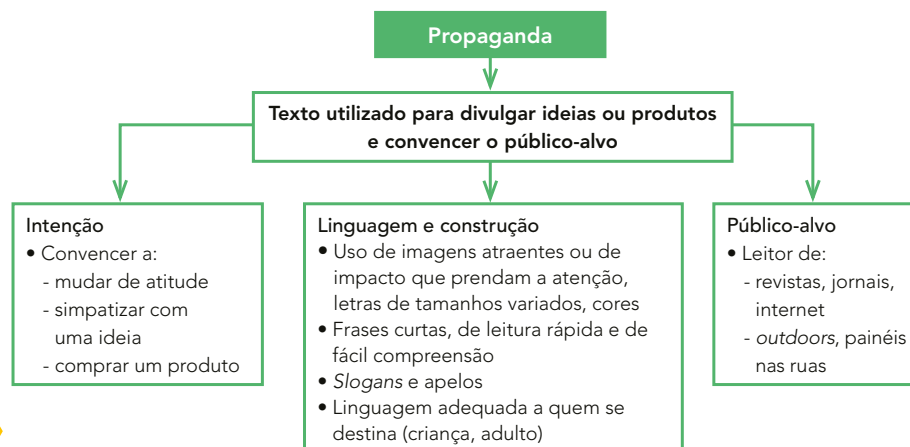 Propaganda
Texto utilizado para divulgar ideias ou produtos
e convencer o público-alvo
Intenção
• Convencer a:
- mudar de atitude
- simpatizar com
uma ideia
- comprar um produto
Linguagem e construção
• Uso de imagens atraentes ou de
impacto que prendam a atenção,
letras de tamanhos variados, cores
• Frases curtas, de leitura rápida e de
fácil compreensão
• Slogans e apelos
• Linguagem adequada a quem se
destina (criança, adulto)
Público-alvo
• Leitor de:
- revistas, jornais,
internet
- outdoors, painéis
nas ruas